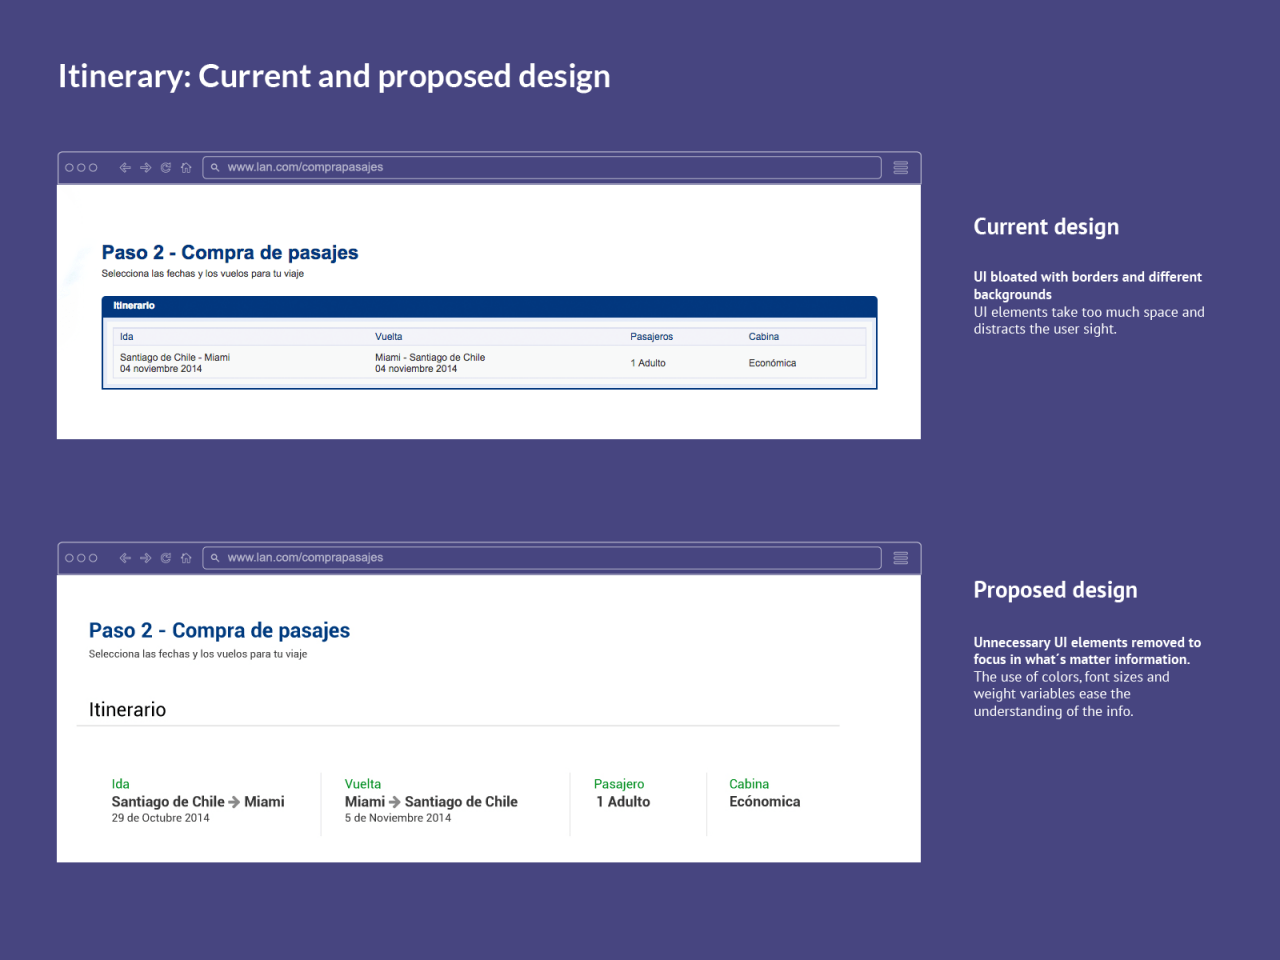 Itinerary: Current and proposed design
www.lan.com/comprapasajes
Paso 2 - Compra de pasajes
Selecciona las fechas y los vuelos para tu viaje
Itinerario
Ida Vuelta Pasajeros Cabina
Santiago de Chile - Miami Miami - Santiago de Chile 1 Adulto Económica
04 noviembre 2014 04 noviembre 2014
Current design
UI bloated with borders and different
backgrounds
UI elements take too much space and
distracts the user sight.
www.lan.com/comprapasajes
Paso 2 - Compra de pasajes
Selecciona las fechas y los vuelos para tu viaje
Itinerario
Ida Vuelta Pasajero Cabina
Santiago de Chile → Miami Miami → Santiago de Chile 1 Adulto Ecónomica
29 de Octubre 2014 5 de Noviembre 2014
Proposed design
Unnecessary UI elements removed to
focus in what´s matter information.
The use of colors, font sizes and
weight variables ease the
understanding of the info.